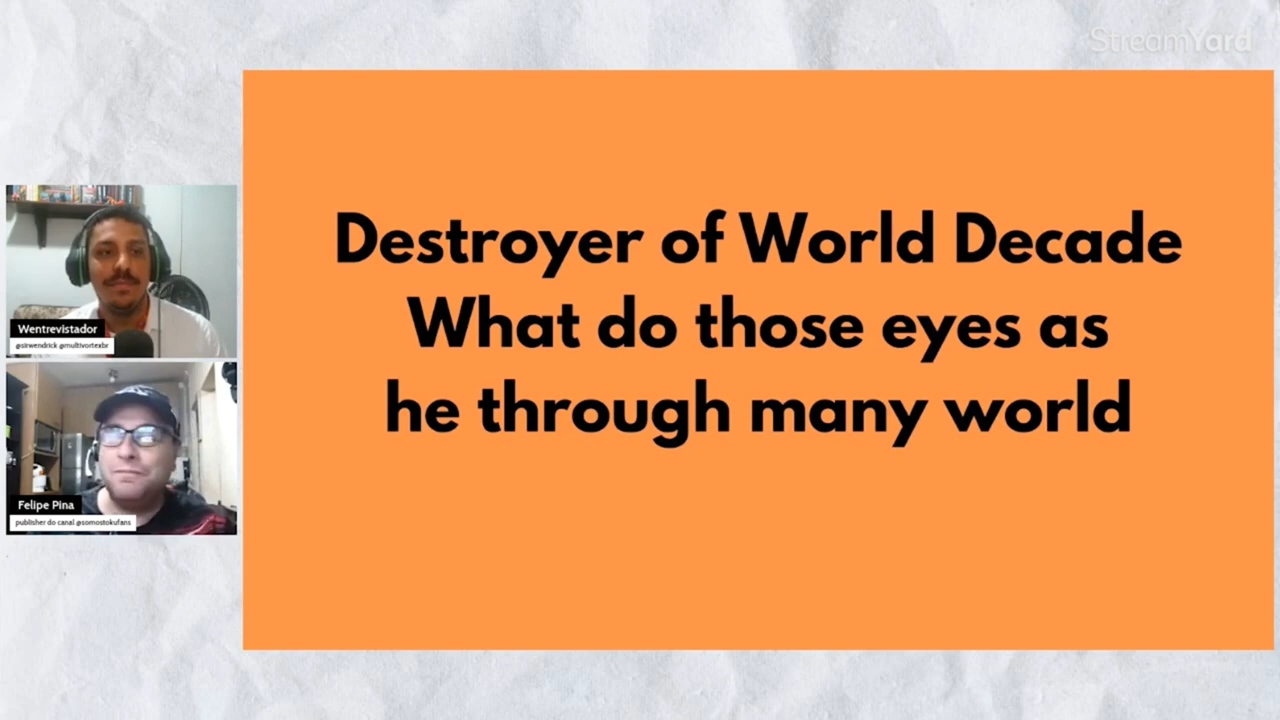 StreamYard
Destroyer of World Decade
What do those eyes as
he through many world
Wentrevistador
@sirwendrick @multivortexbr
Felipe Pina
publisher do canal @somostokufans